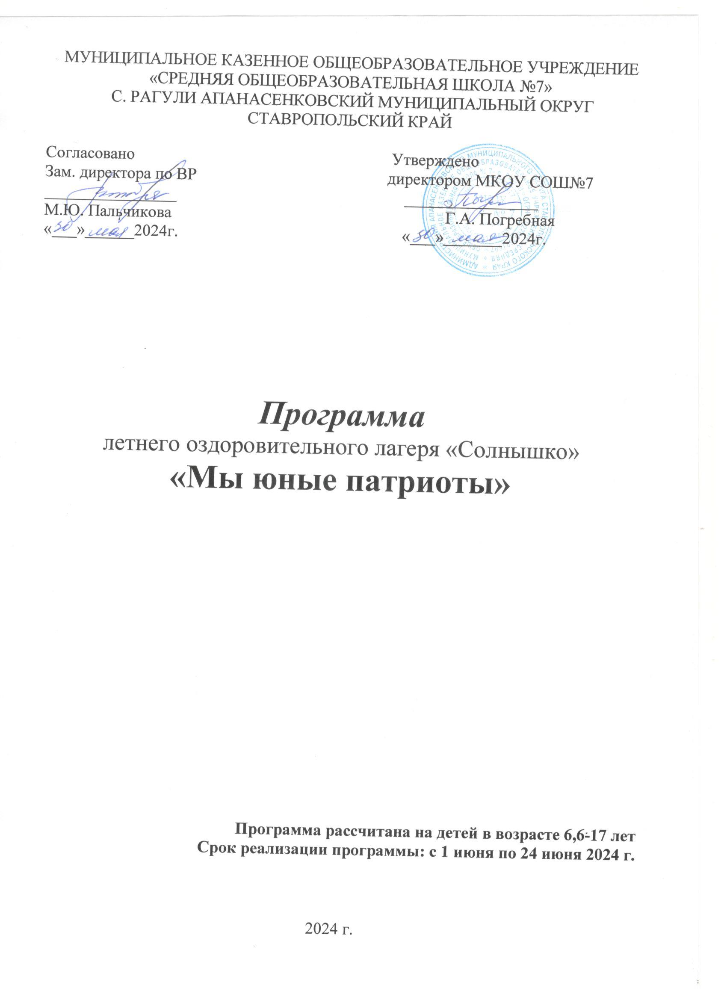 МУНИЦИПАЛЬНОЕ КАЗЕННОЕ ОБЩЕОБРАЗОВАТЕЛЬНОЕ УЧРЕЖДЕНИЕ
«СРЕДНЯЯ ОБЩЕОБРАЗОВАТЕЛЬНАЯ ШКОЛА №7»
С. РАГУЛИ АПАНАСЕНКОВСКИЙ МУНИЦИПАЛЬНЫЙ ОКРУГ
СТАВРОПОЛЬСКИЙ КРАЙ
Согласовано
Зам. директора по ВР
М.Ю. Пальчикова
«30» мая 2024г.
Утверждено
директором МКОУ СОШ№7
Г.А. Погребная
«30» мая 2024г.
Программа
летнего оздоровительного лагеря «Солнышко»
«Мы юные патриоты»
Программа рассчитана на детей в возрасте 6,6-17 лет
Срок реализации программы: с 1 июня по 24 июня 2024 г.
2024 г.